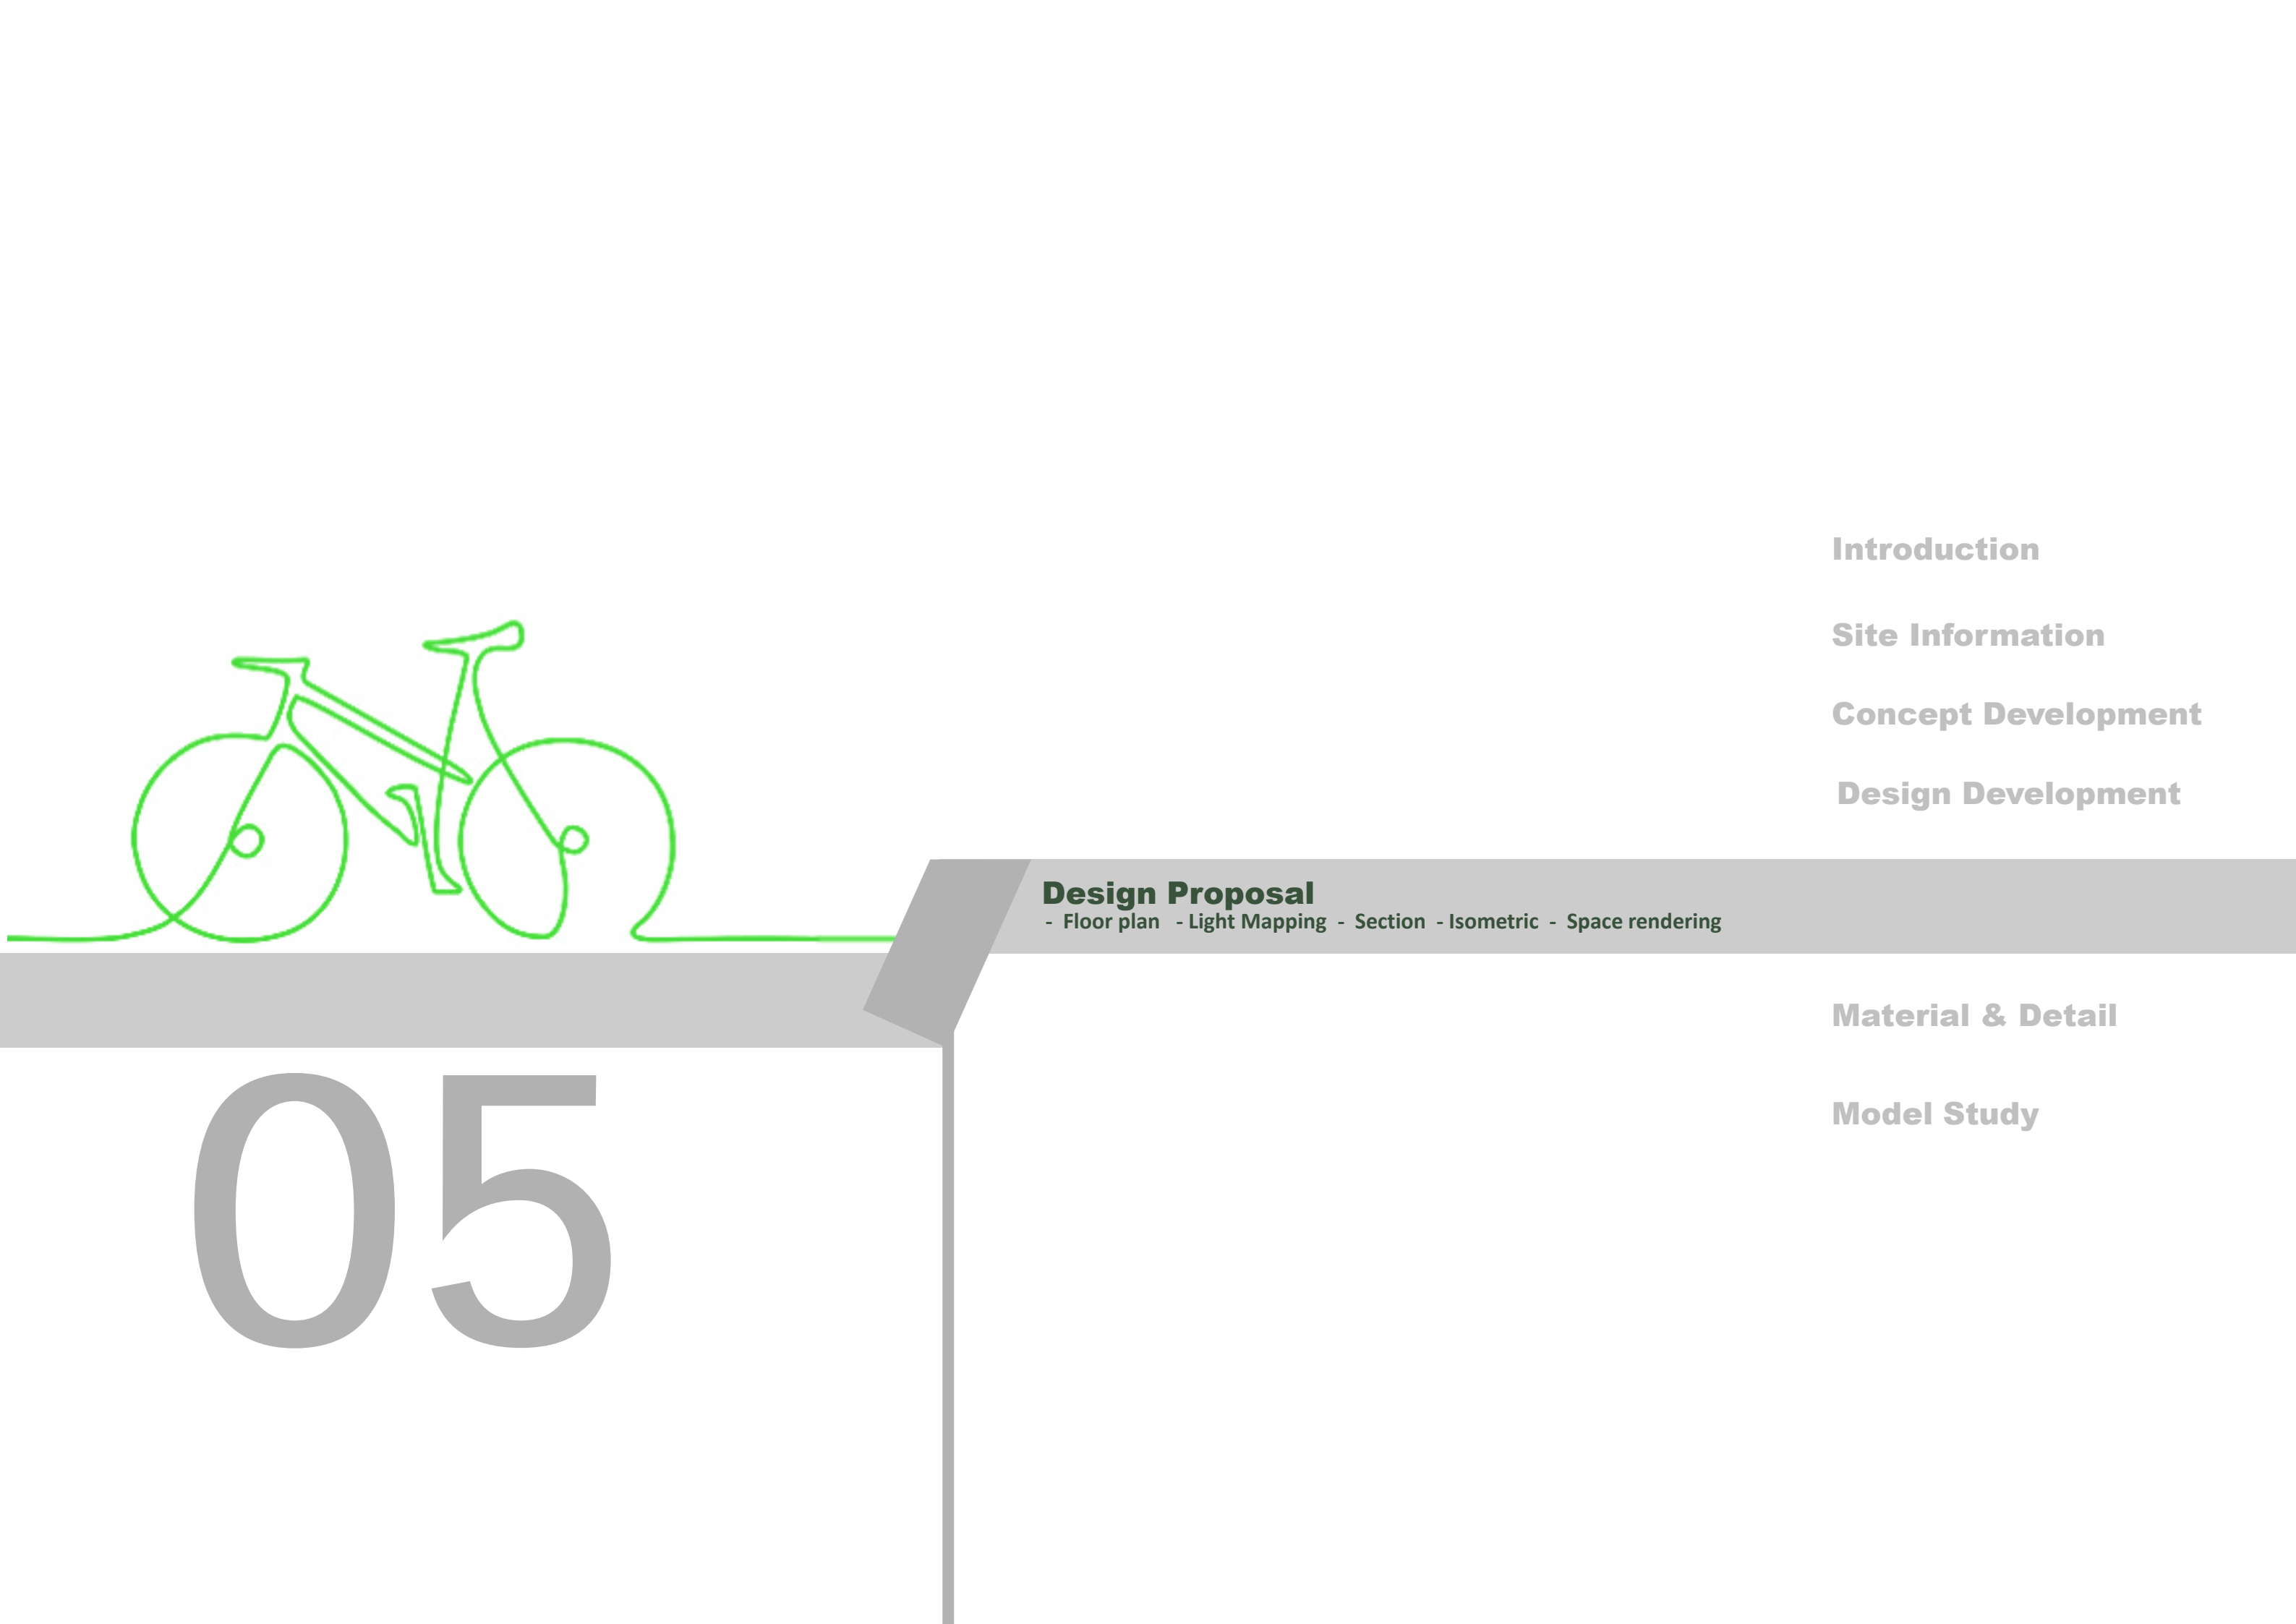 Introduction
Site Information
Concept Development
Design Development
Design Proposal
- Floor plan - Light Mapping - Section - Isometric - Space rendering
Material & Detail
Model Study
05